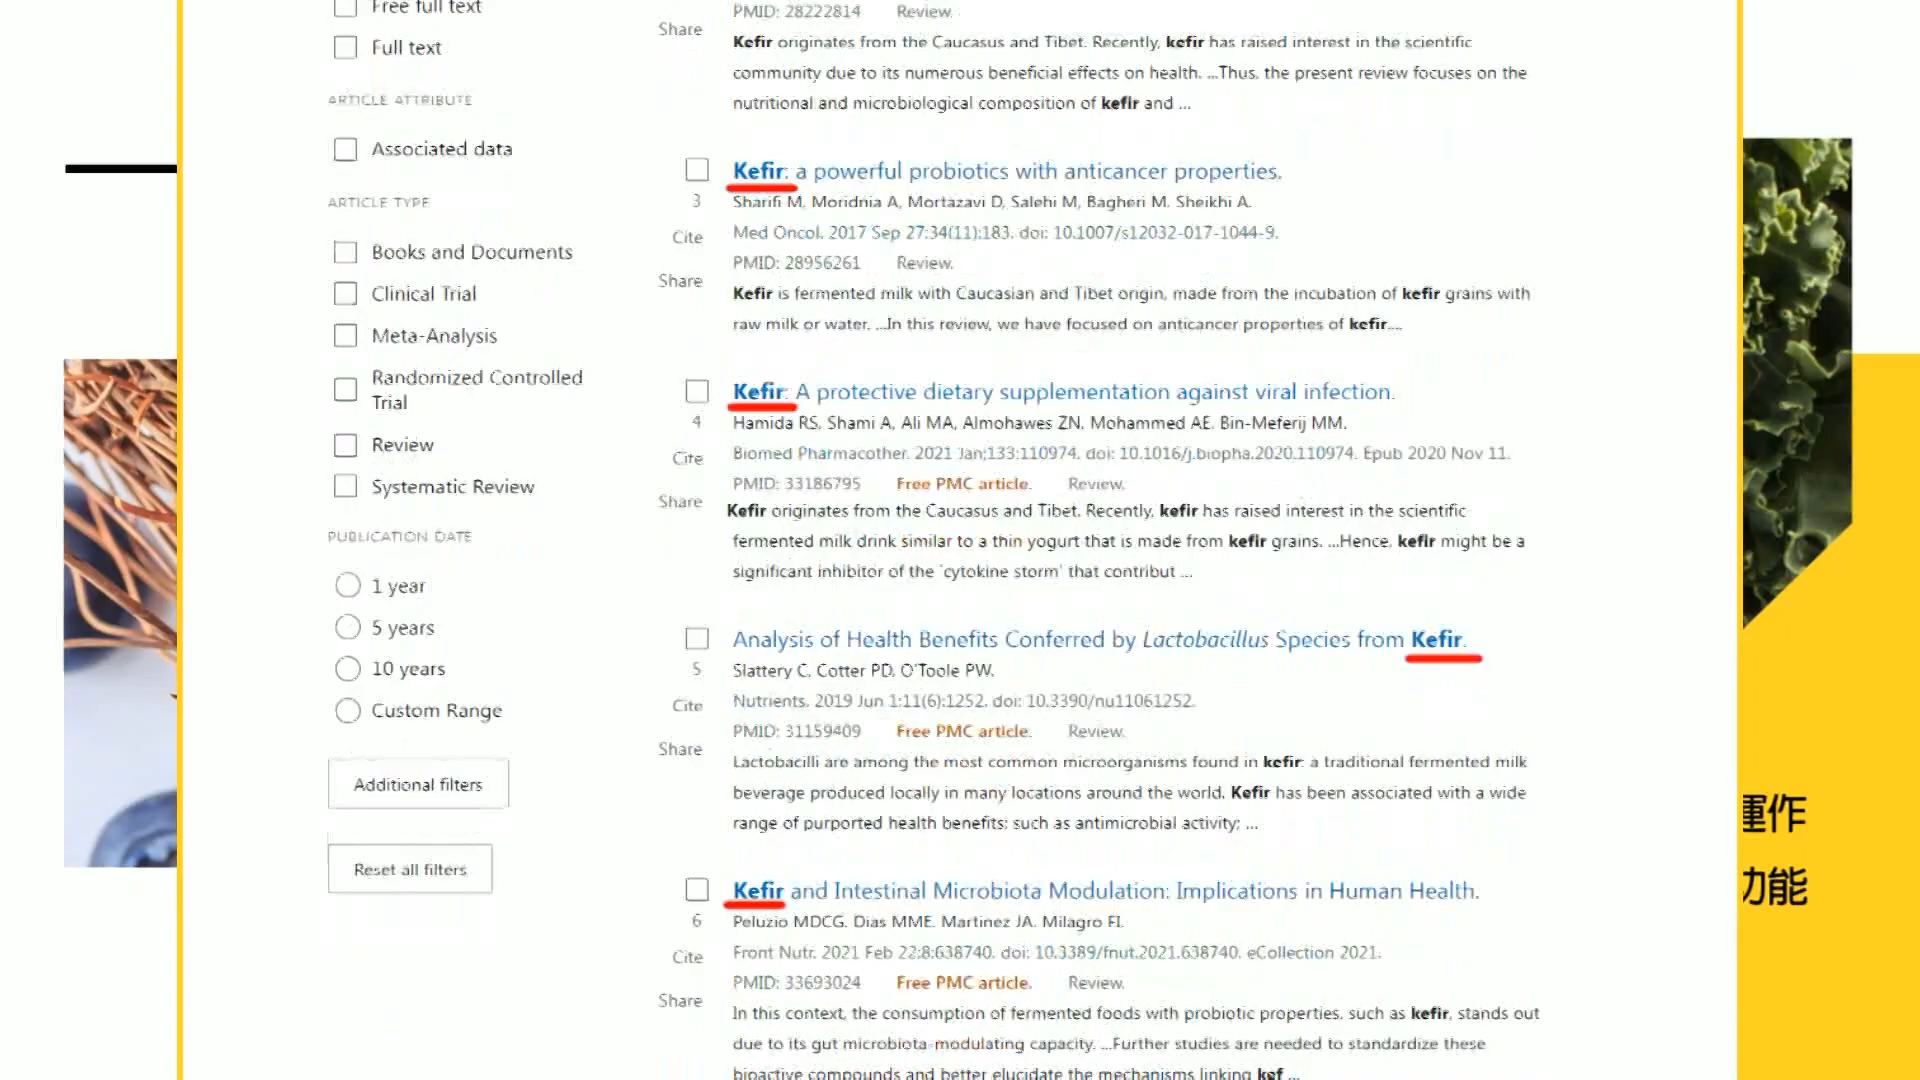 Free full text
Full text
ARTICLE ATTRIBUTE
Associated data
ARTICLE TYPE
Books and Documents
Clinical Trial
Meta-Analysis
Randomized Controlled
Trial
Review
Systematic Review
PUBLICATION DATE
1 year
5 years
10 years
Custom Range
Additional filters
Reset all filters
PMID: 28222814 Review.
Share
Kefir originates from the Caucasus and Tibet. Recently, kefir has raised interest in the scientific
community due to its numerous beneficial effects on health. ...Thus, the present review focuses on the
nutritional and microbiological composition of kefir and ...
Kefir: a powerful probiotics with anticancer properties.
3
Sharifi M, Moridnia A, Mortazavi D, Salehi M, Bagheri M, Sheikhi A.
Cite
Med Oncol. 2017 Sep 27;34(11):183. doi: 10.1007/s12032-017-1044-9.
PMID: 28956261 Review.
Share
Kefir is fermented milk with Caucasian and Tibet origin, made from the incubation of kefir grains with
raw milk or water. ...In this review, we have focused on anticancer properties of kefir....
Kefir: A protective dietary supplementation against viral infection.
4
Hamida RS, Shami A, Ali MA, Almohawes ZN, Mohammed AE, Bin-Meferij MM.
Cite
Biomed Pharmacother. 2021 Jan;133:110974. doi: 10.1016/j.biopha.2020.110974. Epub 2020 Nov 11.
PMID: 33186795 Free PMC article. Review.
Share
Kefir originates from the Caucasus and Tibet. Recently, kefir has raised interest in the scientific
fermented milk drink similar to a thin yogurt that is made from kefir grains. ...Hence, kefir might be a
significant inhibitor of the 'cytokine storm' that contribut ...
Analysis of Health Benefits Conferred by Lactobacillus Species from Kefir.
5
Slattery C, Cotter PD, O'Toole PW.
Cite
Nutrients. 2019 Jun 1;11(6):1252. doi: 10.3390/nu11061252.
PMID: 31159409 Free PMC article. Review.
Share
Lactobacilli are among the most common microorganisms found in kefir; a traditional fermented milk
beverage produced locally in many locations around the world. Kefir has been associated with a wide
range of purported health benefits; such as antimicrobial activity; ...
Kefir and Intestinal Microbiota Modulation: Implications in Human Health.
6
Peluzio MDCG, Dias MME, Martinez JA, Milagro FI.
Cite
Front Nutr. 2021 Feb 22;8:638740. doi: 10.3389/fnut.2021.638740. eCollection 2021.
PMID: 33693024 Free PMC article. Review.
Share
In this context, the consumption of fermented foods with probiotic properties, such as kefir, stands out
due to its gut microbiota-modulating capacity. ...Further studies are needed to standardize these
bioactive compounds and better elucidate the mechanisms linking kef ...
運作
功能